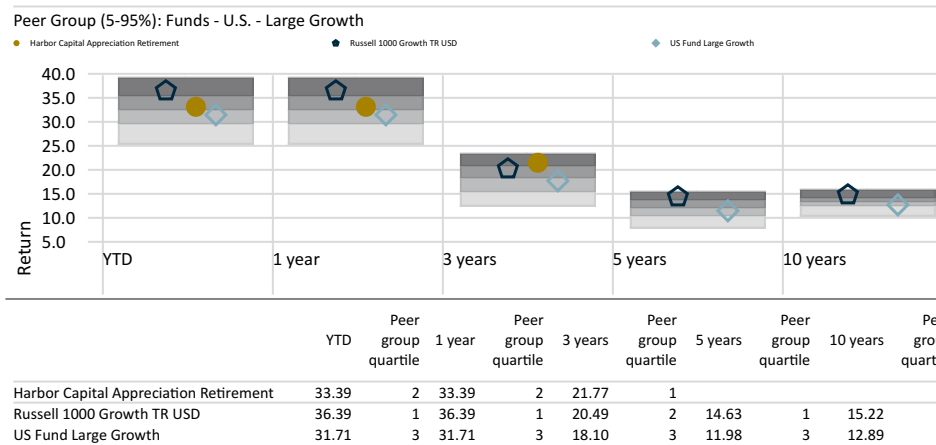 Peer Group (5-95%): Funds - U.S. - Large Growth
Harbor Capital Appreciation Retirement Russell 1000 Growth TR USD US Fund Large Growth
40.0
35.0
30.0
25.0
20.0
15.0
10.0
5.0
Return
YTD 1 year 3 years 5 years 10 years
YTD Peer group quartile 1 year Peer group quartile 3 years Peer group quartile 5 years Peer group quartile 10 years
Harbor Capital Appreciation Retirement 33.39 2 33.39 2 21.77 1
Russell 1000 Growth TR USD 36.39 1 36.39 1 20.49 2 14.63 1 15.22
US Fund Large Growth 31.71 3 31.71 3 18.10 3 11.98 3 12.89